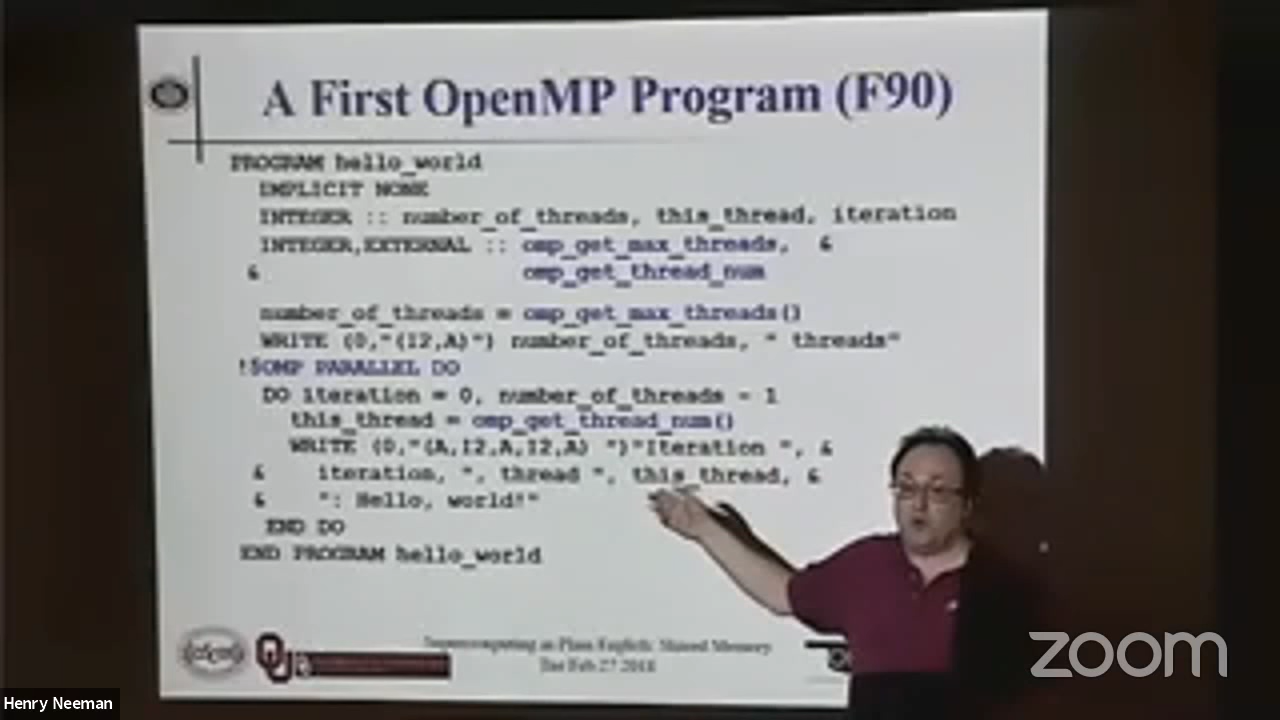 A First OpenMP Program (F90)
PROGRAM hello_world
IMPLICIT NONE
INTEGER :: number_of_threads, this_thread, iteration
INTEGER,EXTERNAL :: omp_get_max_threads, &
& omp_get_thread_num
number_of_threads = omp_get_max_threads()
WRITE (0,"(I2,A)") number_of_threads, " threads"
!$OMP PARALLEL DO
DO iteration = 0, number_of_threads - 1
this_thread = omp_get_thread_num()
WRITE (0,"(A,I2,A,I2,A) ")"Iteration ", &
& iteration, ", thread ", this_thread, &
& ": Hello, world!"
END DO
END PROGRAM hello_world
Supercomputing in Plain English: Shared Memory
Tue Feb 27 2018
zoom
Henry Neeman